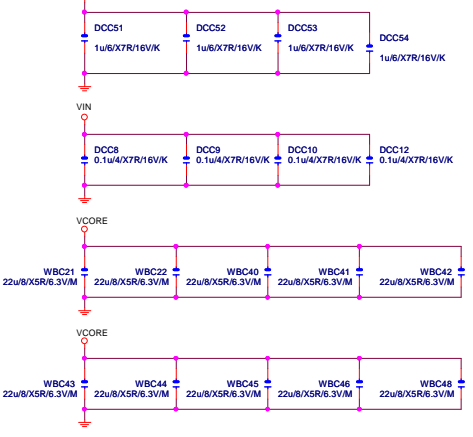 DCC51 DCC52 DCC53 DCC54
1u/6/X7R/16V/K 1u/6/X7R/16V/K 1u/6/X7R/16V/K 1u/6/X7R/16V/K
VIN
DCC8 DCC9 DCC10 DCC12
0.1u/4/X7R/16V/K 0.1u/4/X7R/16V/K 0.1u/4/X7R/16V/K 0.1u/4/X7R/16V/K
VCORE
WBC21 WBC22 WBC40 WBC41 WBC42
22u/8/X5R/6.3V/M 22u/8/X5R/6.3V/M 22u/8/X5R/6.3V/M 22u/8/X5R/6.3V/M 22u/8/X5R/6.3V/M
VCORE
WBC43 WBC44 WBC45 WBC46 WBC48
22u/8/X5R/6.3V/M 22u/8/X5R/6.3V/M 22u/8/X5R/6.3V/M 22u/8/X5R/6.3V/M 22u/8/X5R/6.3V/M